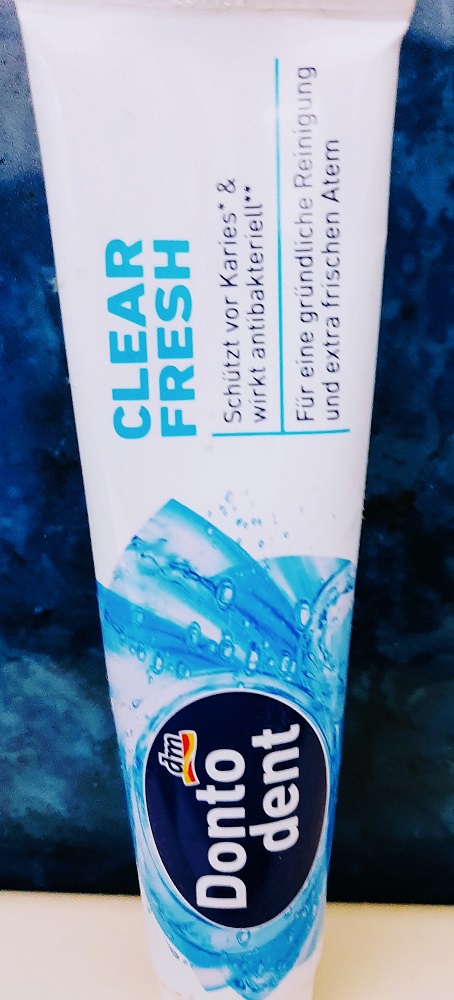 dm
Donto
dent
CLEAR
FRESH
Schützt vor Karies* &
wirkt antibakteriell**
Für eine gründliche Reinigung
und extra frischen Atem